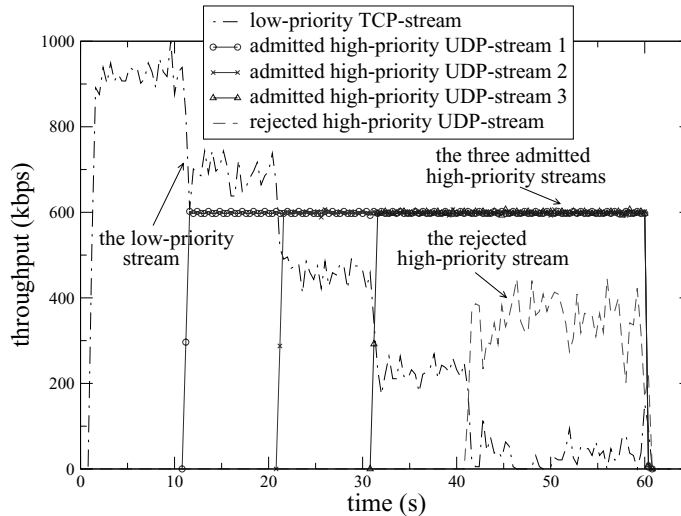 low-priority TCP-stream
admitted high-priority UDP-stream 1
admitted high-priority UDP-stream 2
admitted high-priority UDP-stream 3
rejected high-priority UDP-stream
1000
800
600
400
200
0
throughput (kbps)
the low-priority
stream
the three admitted
high-priority streams
the rejected
high-priority stream
0
10
20
30
40
50
60
time (s)